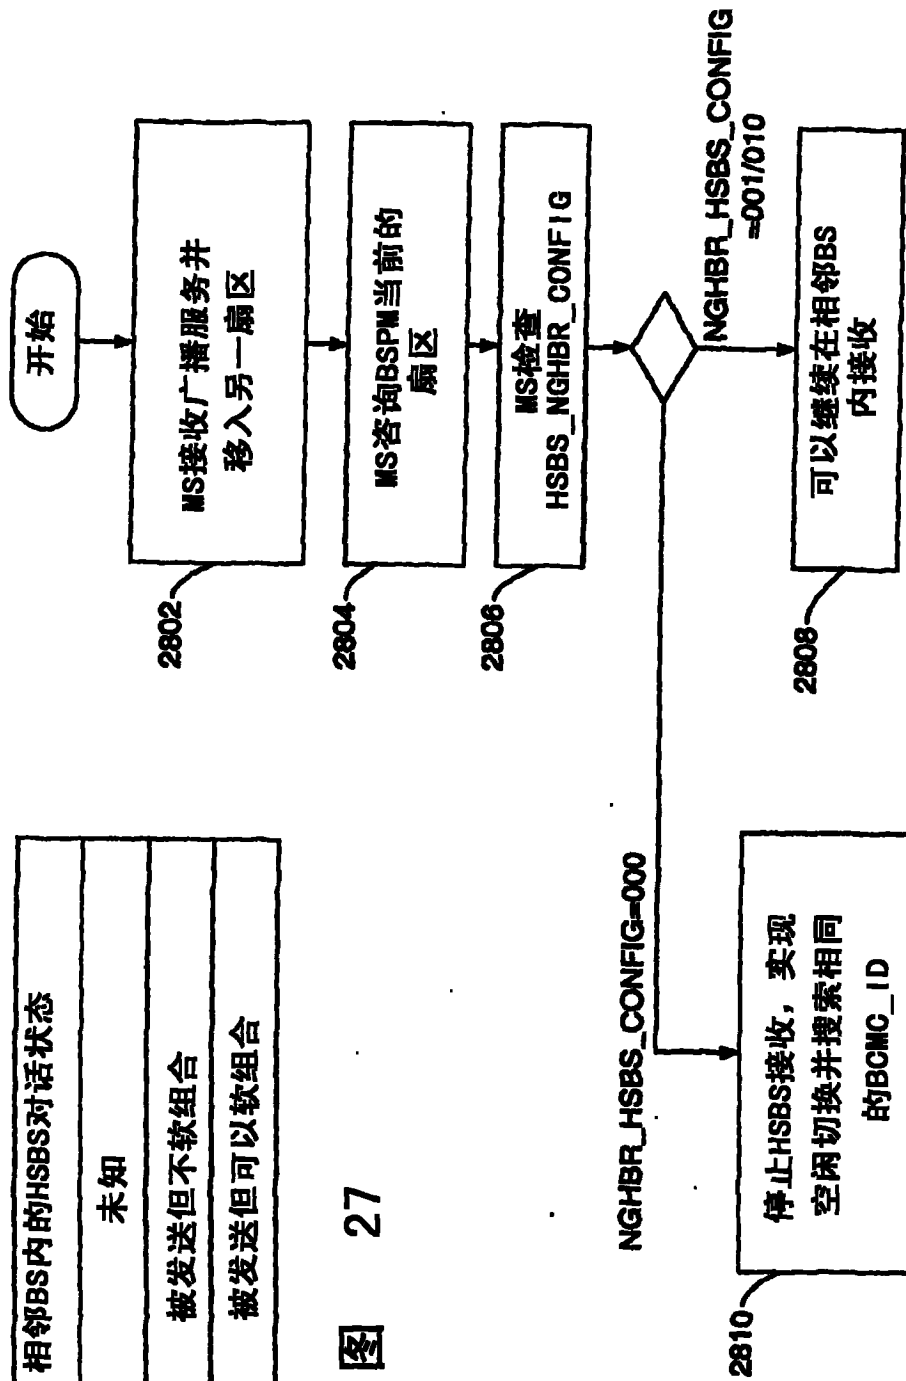 相邻BS内的HSBS对话状态
未知
被发送但不软组合
被发送但可以软组合
图 27
开始
MS接收广播服务并
移入另一扇区
2802
MS咨询BSPM当前的
扇区
2804
MS检查
HSBS_NGHBR_CONFIG
2806
NGHBR_HSBS_CONFIG
=001/010
可以继续在相邻BS
内接收
2808
NGHBR_HSBS_CONFIG=000
停止HSBS接收，实现
空闲切换并搜索相同
的BCMC_ID
2810